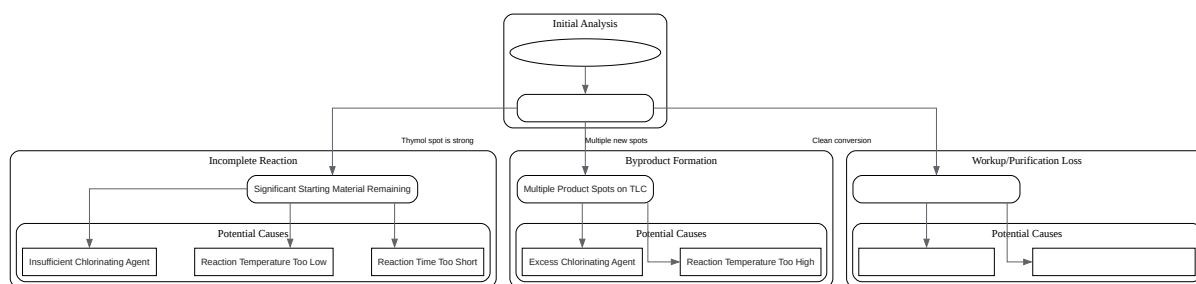 Initial Analysis
Thymol spot is strong
Multiple new spots
Clean conversion
Incomplete Reaction
Significant Starting Material Remaining
Potential Causes
Insufficient Chlorinating Agent
Reaction Temperature Too Low
Reaction Time Too Short
Byproduct Formation
Multiple Product Spots on TLC
Potential Causes
Excess Chlorinating Agent
Reaction Temperature Too High
Workup/Purification Loss
Potential Causes